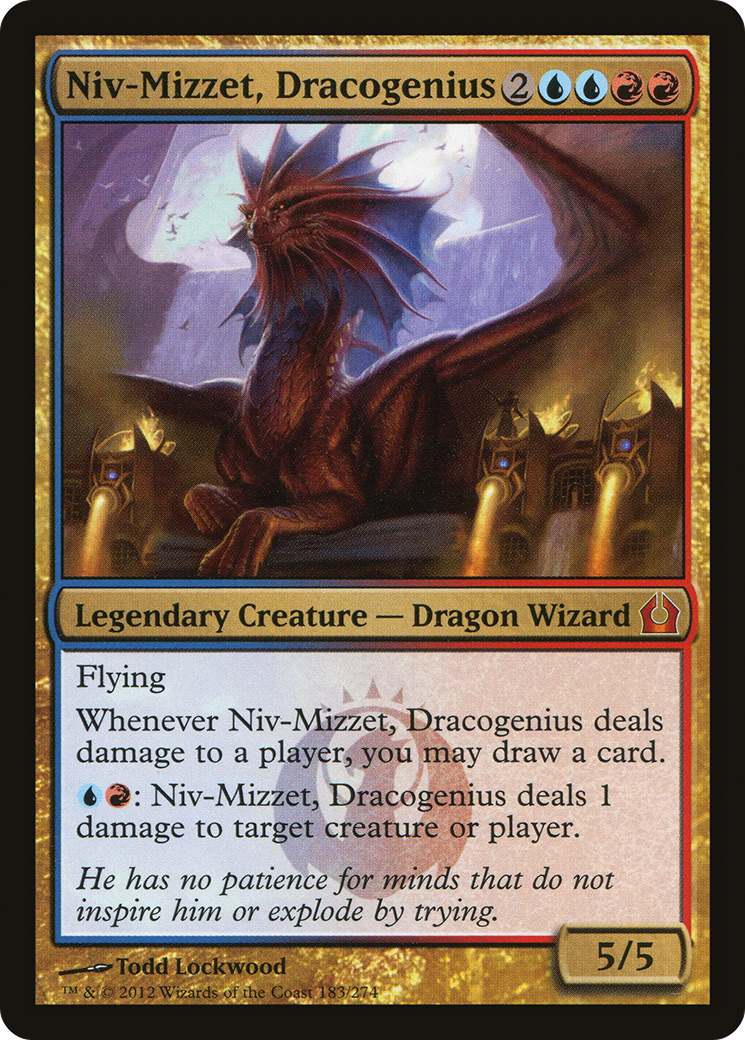 Niv-Mizzet, Dracogenius 2
Legendary Creature — Dragon Wizard
Flying
Whenever Niv-Mizzet, Dracogenius deals
damage to a player, you may draw a card.
: Niv-Mizzet, Dracogenius deals 1
damage to target creature or player.
He has no patience for minds that do not
inspire him or explode by trying.
5/5
Todd Lockwood
™ & © 2012 Wizards of the Coast 183/274